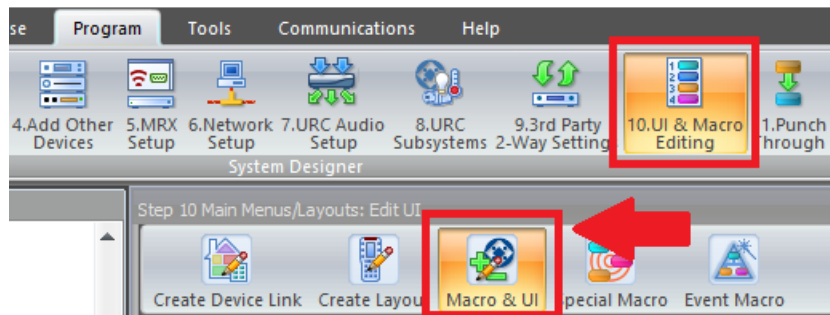 se Program Tools Communications Help
4.Add Other 5.MRX 6.Network 7.URC Audio 8.URC 9.3rd Party 10.UI & Macro 1.Punch
Devices Setup Setup Setup Subsystems 2-Way Setting Editing hrough
System Designer
Step 10 Main Menus/Layouts: Edit UI
Create Device Link Create Layou Macro & UI pecial Macro Event Macro